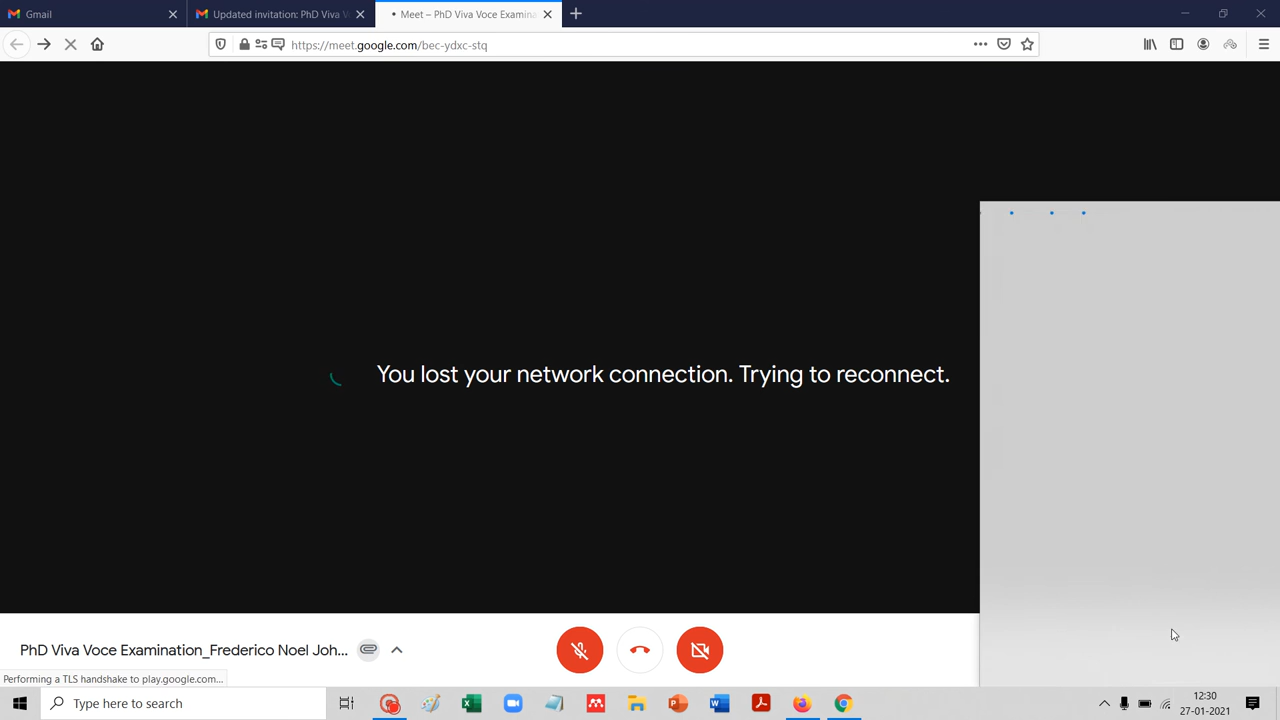 Gmail
Updated invitation: PhD Viva V
Meet – PhD Viva Voce Examina
https://meet.google.com/bec-ydxc-stq
You lost your network connection. Trying to reconnect.
PhD Viva Voce Examination_Frederico Noel Joh...
Performing a TLS handshake to play.google.com...
Type here to search
12:30
27-01-2021